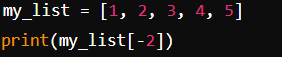 my_list = [1, 2, 3, 4, 5]
print(my_list[-2])